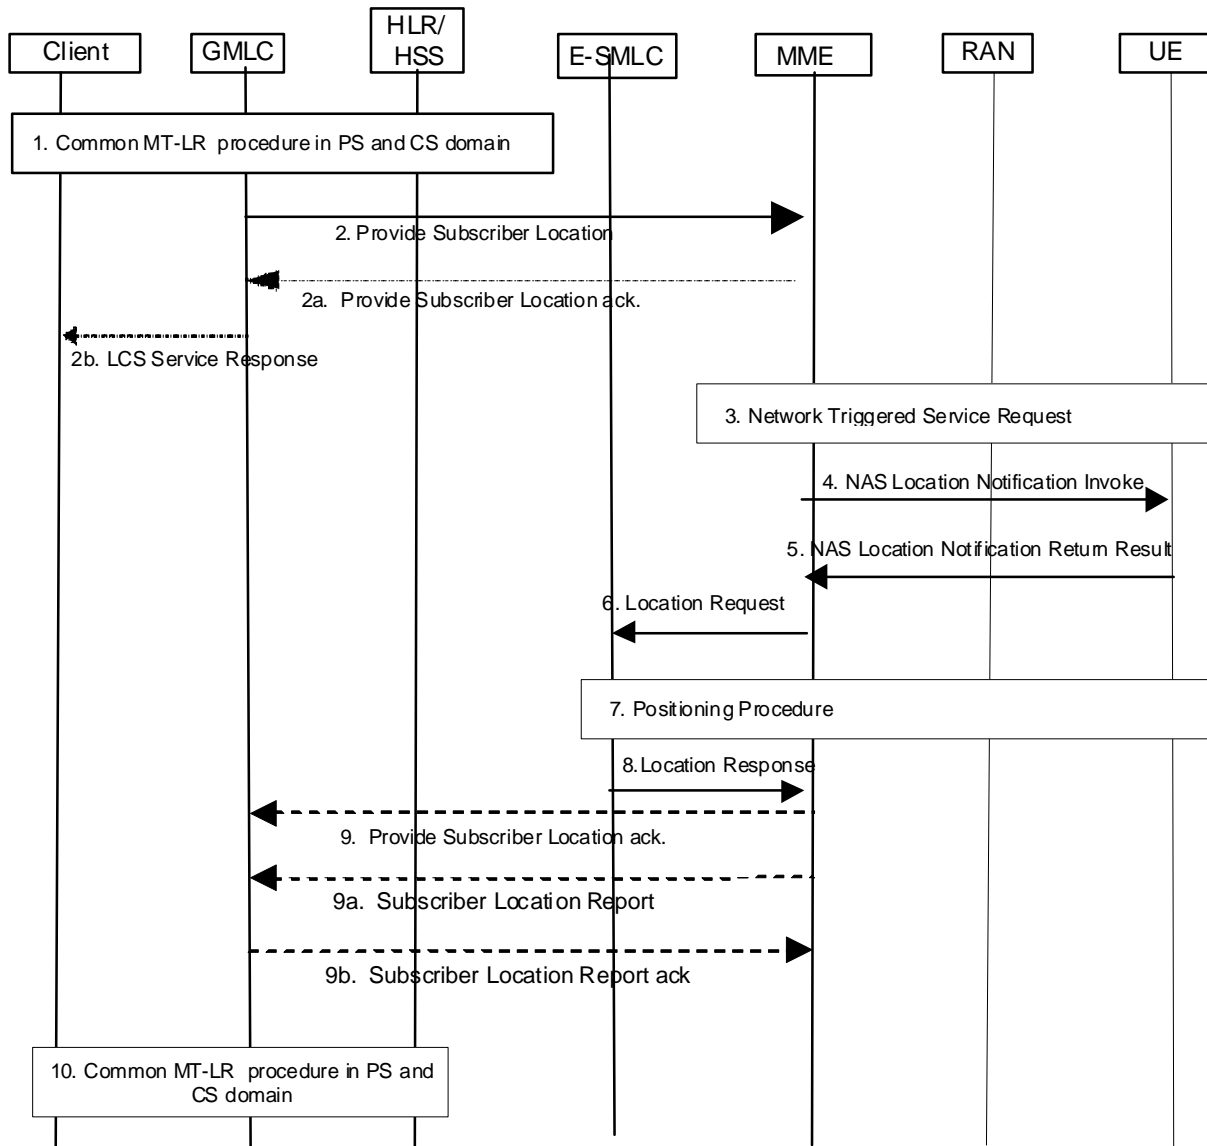 Client
GMLC
HLR/
HSS
E-SMLC
MME
RAN
UE
1. Common MT-LR procedure in PS and CS domain
2. Provide Subscriber Location
2a. Provide Subscriber Location ack.
2b. LCS Service Response
3. Network Triggered Service Request
4. NAS Location Notification Invoke
5. NAS Location Notification Return Result
6. Location Request
7. Positioning Procedure
8.Location Response
9. Provide Subscriber Location ack.
9a. Subscriber Location Report
9b. Subscriber Location Report ack
10. Common MT-LR procedure in PS and
CS domain